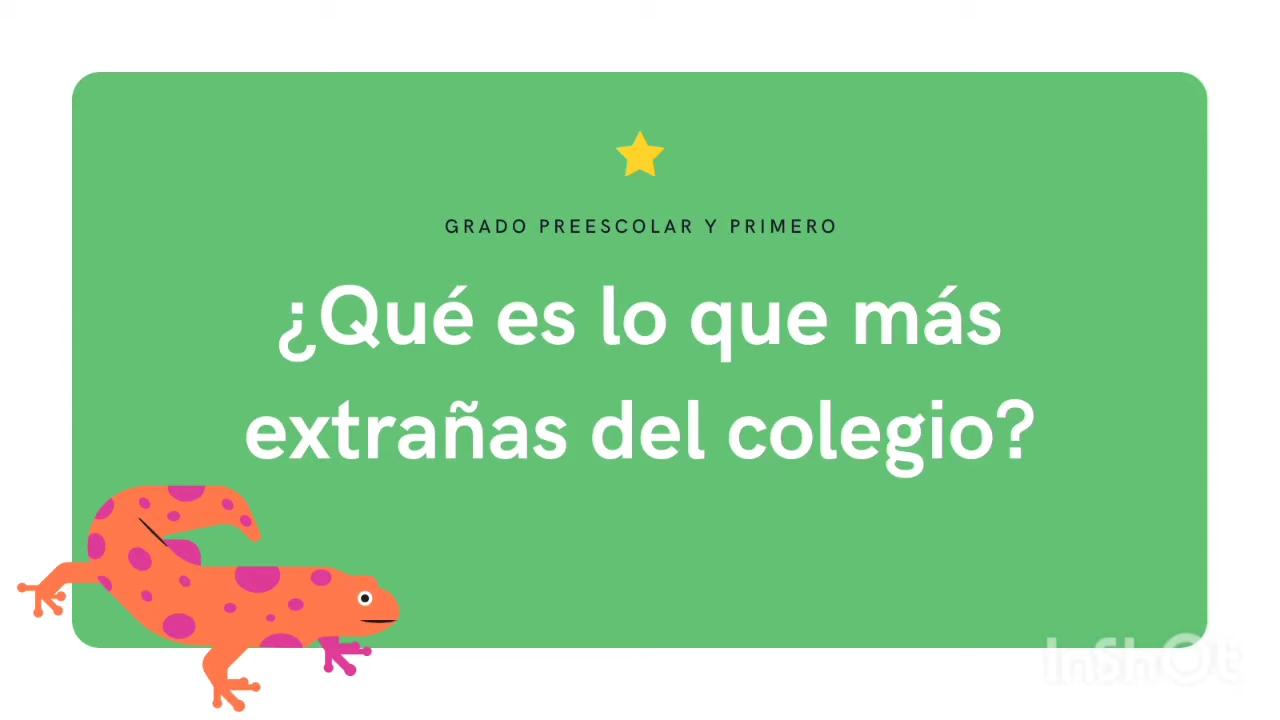 GRADO PREESCOLAR Y PRIMERO
¿Qué es lo que más
extrañas del colegio?
InShOt